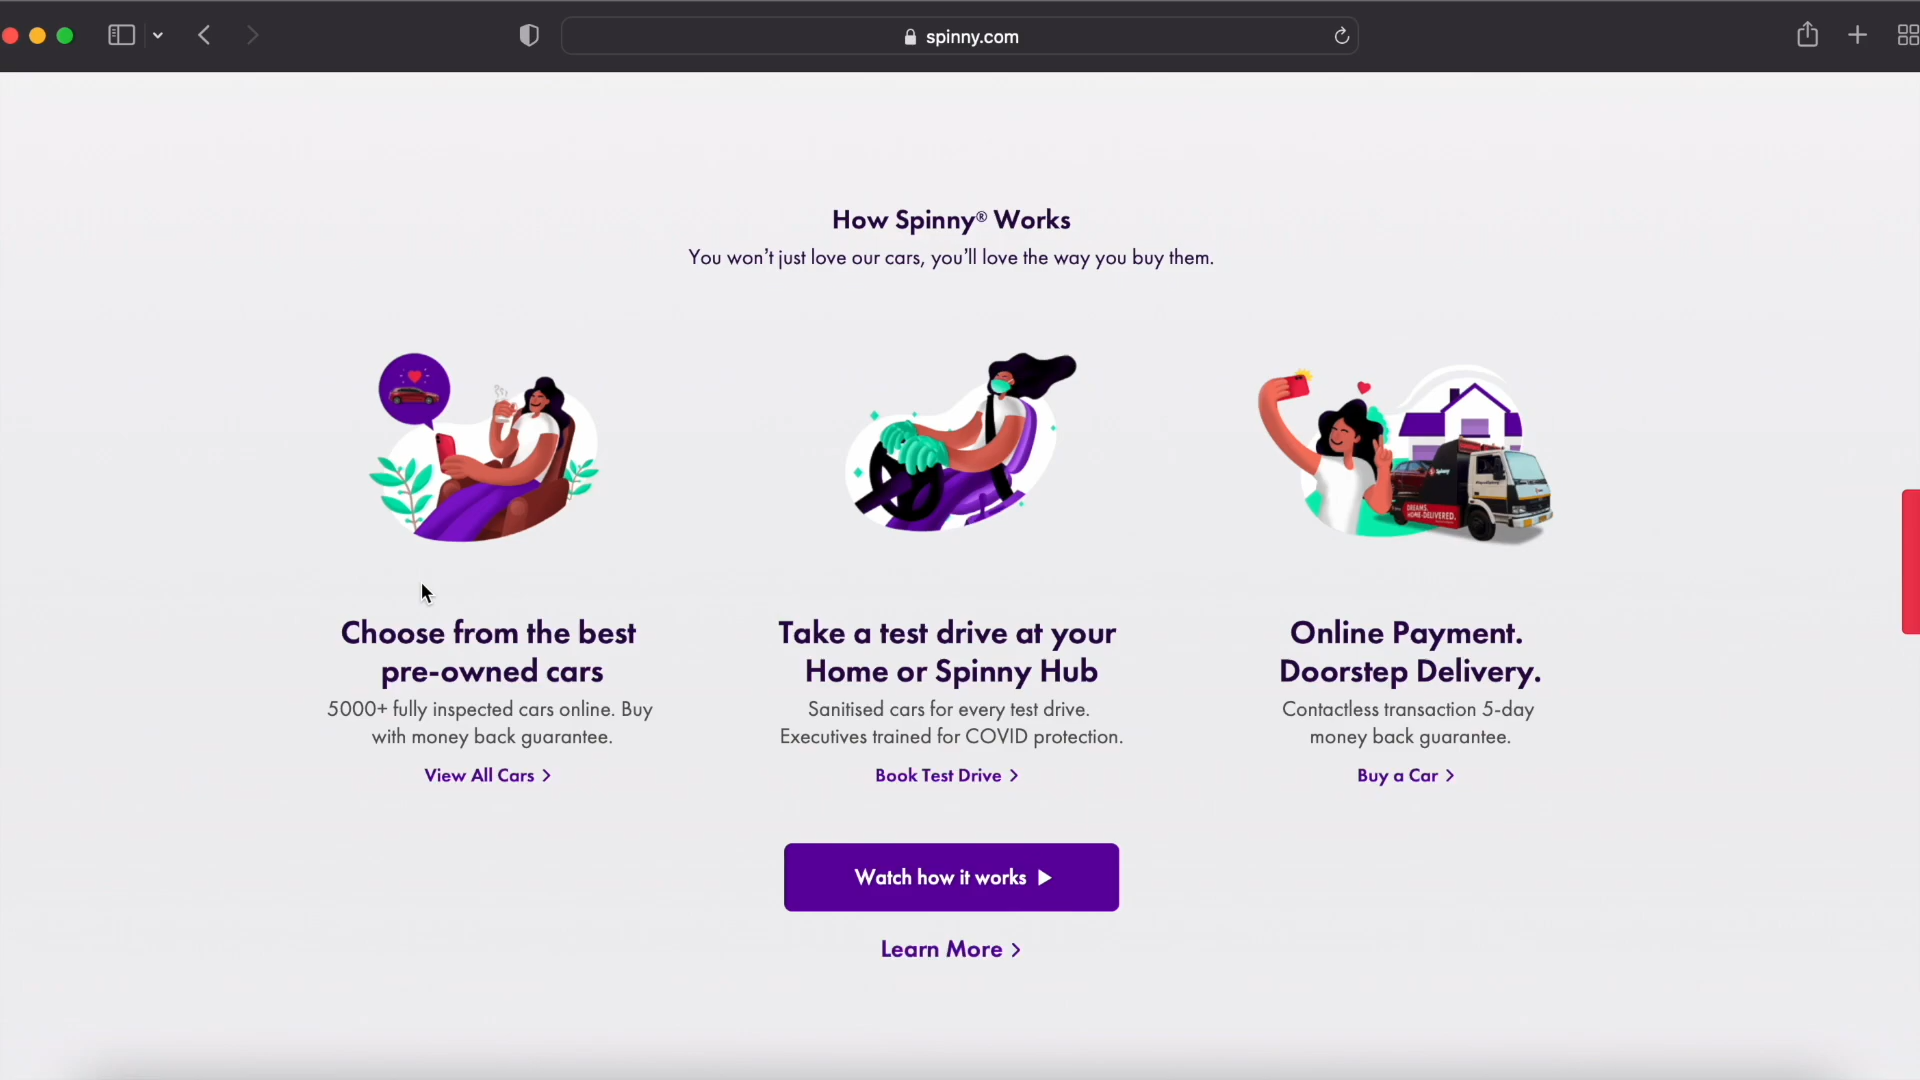 spinny.com
How Spinny® Works
You won't just love our cars, you'll love the way you buy them.
DREAMS.
HOME-DELIVERED.
Spinny
Choose from the best
pre-owned cars
5000+ fully inspected cars online. Buy
with money back guarantee.
View All Cars >
Take a test drive at your
Home or Spinny Hub
Sanitised cars for every test drive.
Executives trained for COVID protection.
Book Test Drive >
Online Payment.
Doorstep Delivery.
Contactless transaction 5-day
money back guarantee.
Buy a Car >
Watch how it works ▶
Learn More >